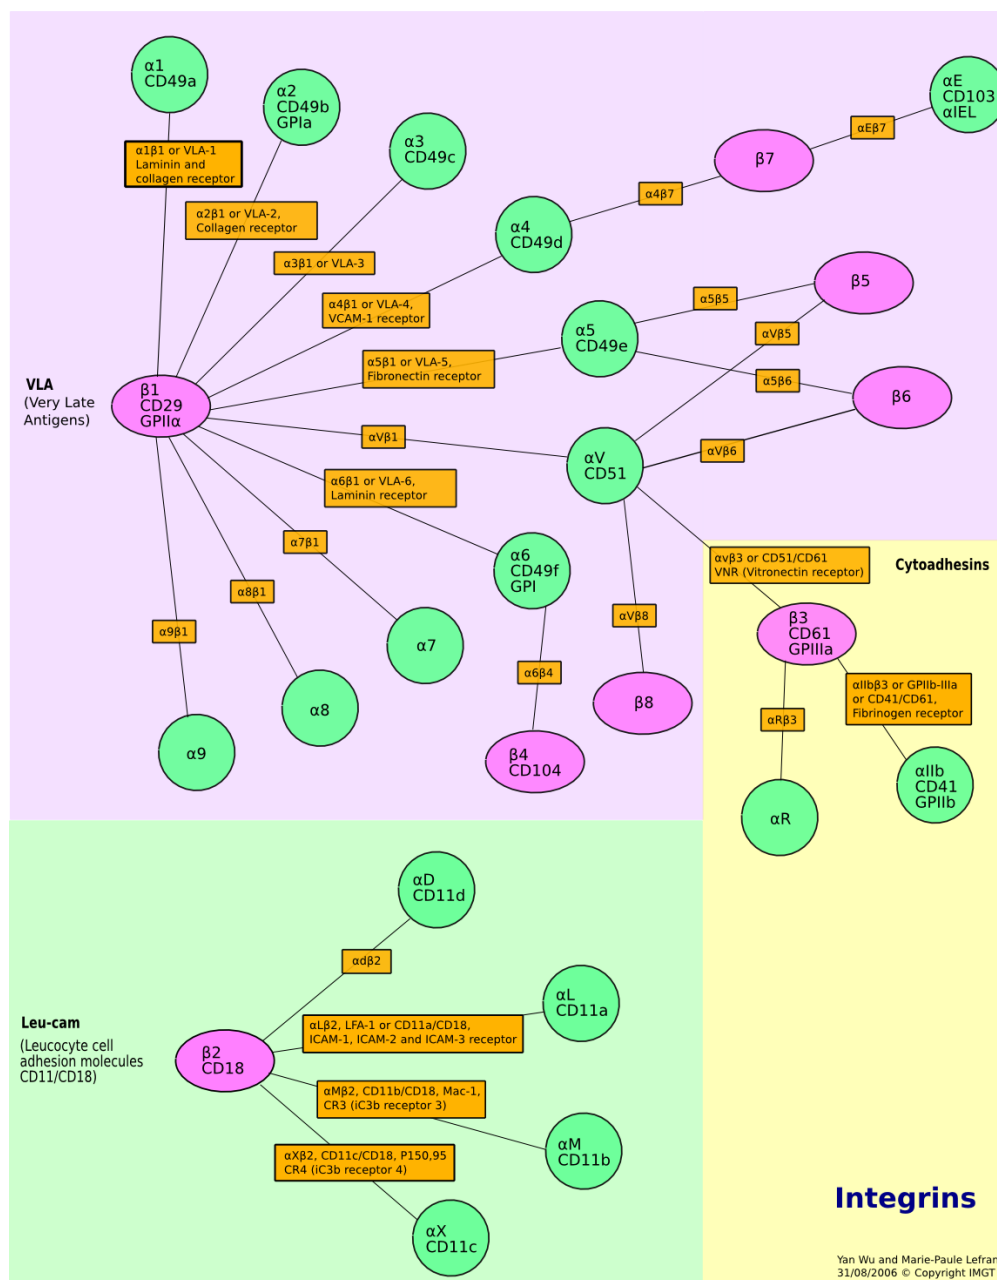 α1
CD49a
α2
CD49b
GPIa
α3
CD49c
αE
CD103
αIEL
αEβ7
β7
α4β7
α4
CD49d
α1β1 or VLA-1
Laminin and
collagen receptor
α2β1 or VLA-2,
Collagen receptor
α3β1 or VLA-3
α4β1 or VLA-4,
VCAM-1 receptor
α5β1 or VLA-5,
Fibronectin receptor
α5
CD49e
α5β5
β5
αVβ5
α5β6
β6
αVβ6
VLA
(Very Late
Antigens)
β1
CD29
GPIIα
αVβ1
αV
CD51
α6β1 or VLA-6,
Laminin receptor
α7β1
α6
CD49f
GPI
α8β1
α9β1
αVβ8
α7
α6β4
α8
β8
α9
β4
CD104
Cytoadhesins
αvβ3 or CD51/CD61
VNR (Vitronectin receptor)
β3
CD61
GPIIIa
αIIbβ3 or GPIIb-IIIa
or CD41/CD61,
Fibrinogen receptor
αRβ3
αIIb
CD41
GPIIb
αR
αD
CD11d
αdβ2
αL
CD11a
Leu-cam
(Leucocyte cell
adhesion molecules
CD11/CD18)
αLβ2, LFA-1 or CD11a/CD18,
ICAM-1, ICAM-2 and ICAM-3 receptor
β2
CD18
αMβ2, CD11b/CD18, Mac-1,
CR3 (iC3b receptor 3)
αM
CD11b
αXβ2, CD11c/CD18, P150,95
CR4 (iC3b receptor 4)
αX
CD11c
Integrins
Yan Wu and Marie-Paule Lefran
31/08/2006 © Copyright IMGT